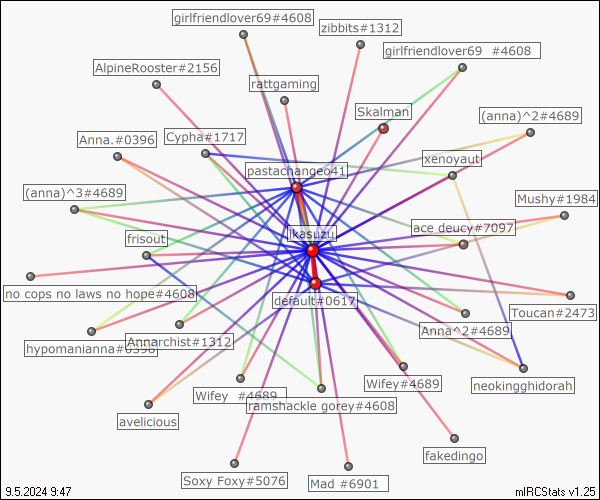 girlfriendlover69#4608
zibbits#1312
girlfriendlover69 #4608
AlpineRooster#2156
rattgaming
Skalman
(anna)^2#4689
Anna.#0396
Cypha#1717
xenoyaut
pastachangeo41
(anna)^3#4689
Mushy#1984
ace deucy#7097
jkasuzu
frisout
no cops no laws no hope#4608
default#0617
Toucan#2473
Anna^2#4689
hypomanianna#0396
Annarchist#1312
Wifey#4689
neokingghidorah
Wifey #4689
ramshackle gorey#4608
avelicious
fakedingo
Soxy Foxy#5076
Mad #6901
9.5.2024 9:47
mIRCStats v1.25